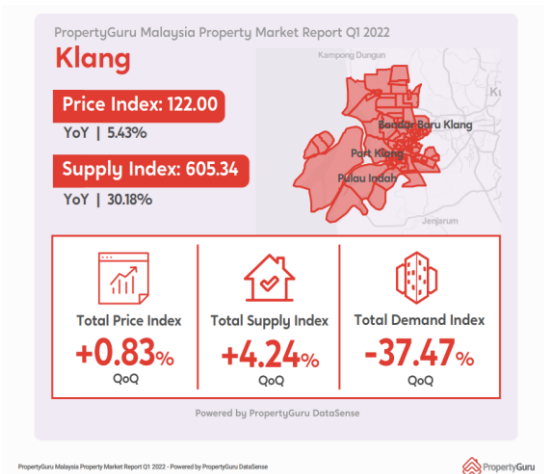 PropertyGuru Malaysia Property Market Report Q1 2022
Klang
Price Index: 122.00
YoY | 5.43%
Supply Index: 605.34
YoY | 30.18%
Kampong Dungun
Bandar Baru Klang
Port Klang
Pulau Indah
Jenjarum
Total Price Index
+0.83%
QoQ
Total Supply Index
+4.24%
QoQ
Total Demand Index
-37.47%
QoQ
Powered by PropertyGuru DataSense
PropertyGuru Malaysia Property Market Report Q1 2022 - Powered by PropertyGuru DataSense
PropertyGuru